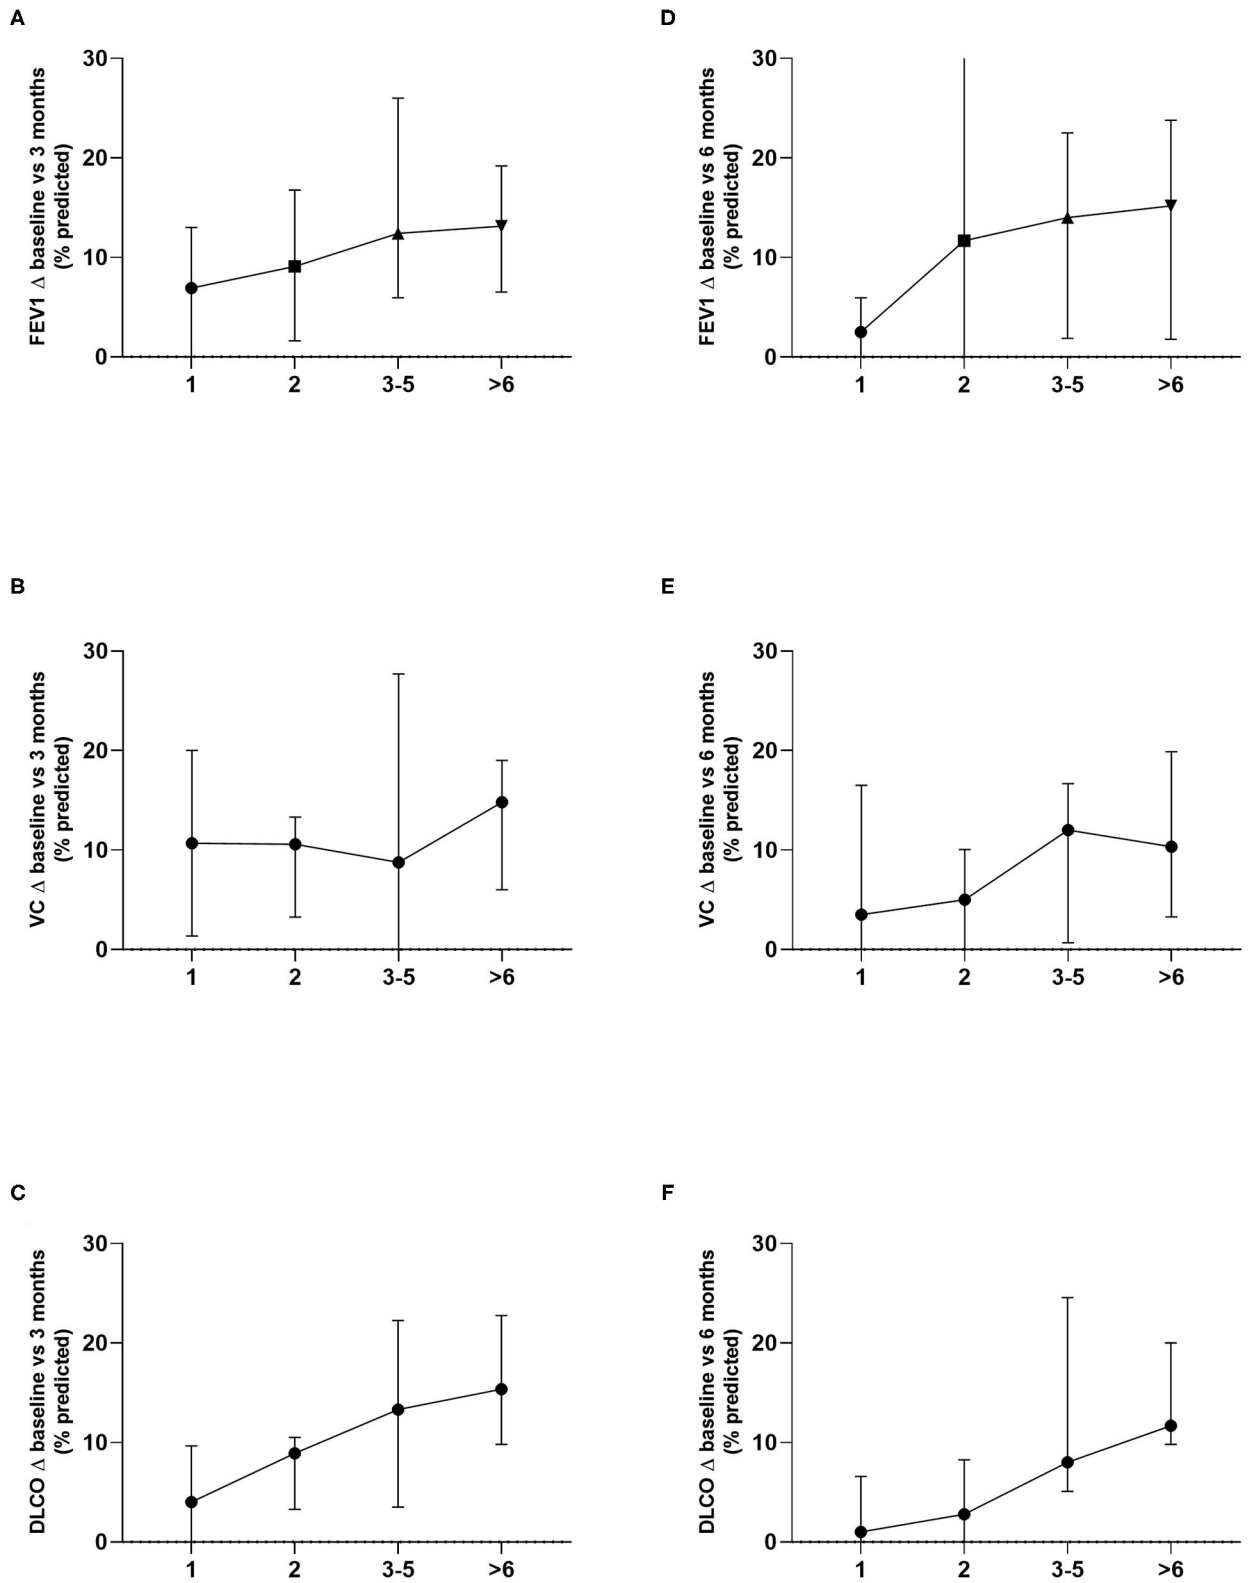 A
FEV1 Δ baseline vs 3 months
(% predicted)
30
20
10
0
1 2 3-5 >6
D
FEV1 Δ baseline vs 6 months
(% predicted)
30
20
10
0
1 2 3-5 >6
B
VC Δ baseline vs 3 months
(% predicted)
30
20
10
0
1 2 3-5 >6
E
VC Δ baseline vs 6 months
(% predicted)
30
20
10
0
1 2 3-5 >6
C
DLCO Δ baseline vs 3 months
(% predicted)
30
20
10
0
1 2 3-5 >6
F
DLCO Δ baseline vs 6 months
(% predicted)
30
20
10
0
1 2 3-5 >6